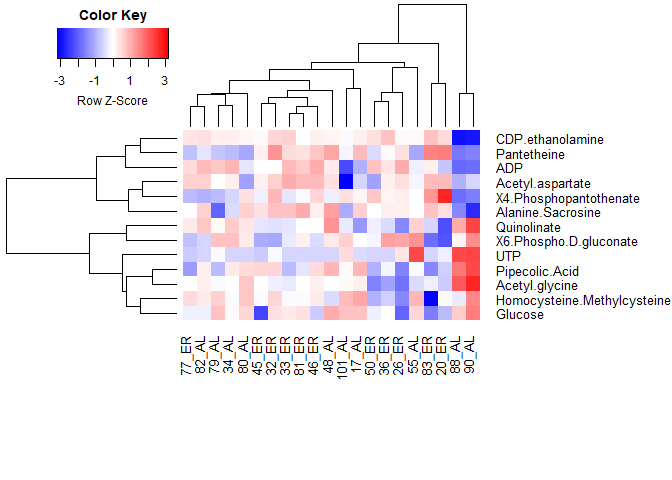 Color Key
-3 -1 1 3
Row Z-Score
CDP.ethanolamine
Pantetheine
ADP
Acetyl.aspartate
X4.Phosphopantothenate
Alanine.Sacrosine
Quinolinate
X6.Phospho.D.gluconate
UTP
Pipecolic.Acid
Acetyl.glycine
Homocysteine.Methylcysteine
Glucose
77_ER
82_AL
79_AL
34_AL
80_AL
45_ER
32_ER
33_ER
81_ER
46_ER
48_AL
101_AL
17_AL
50_ER
36_ER
26_ER
55_AL
83_ER
20_ER
88_AL
90_AL